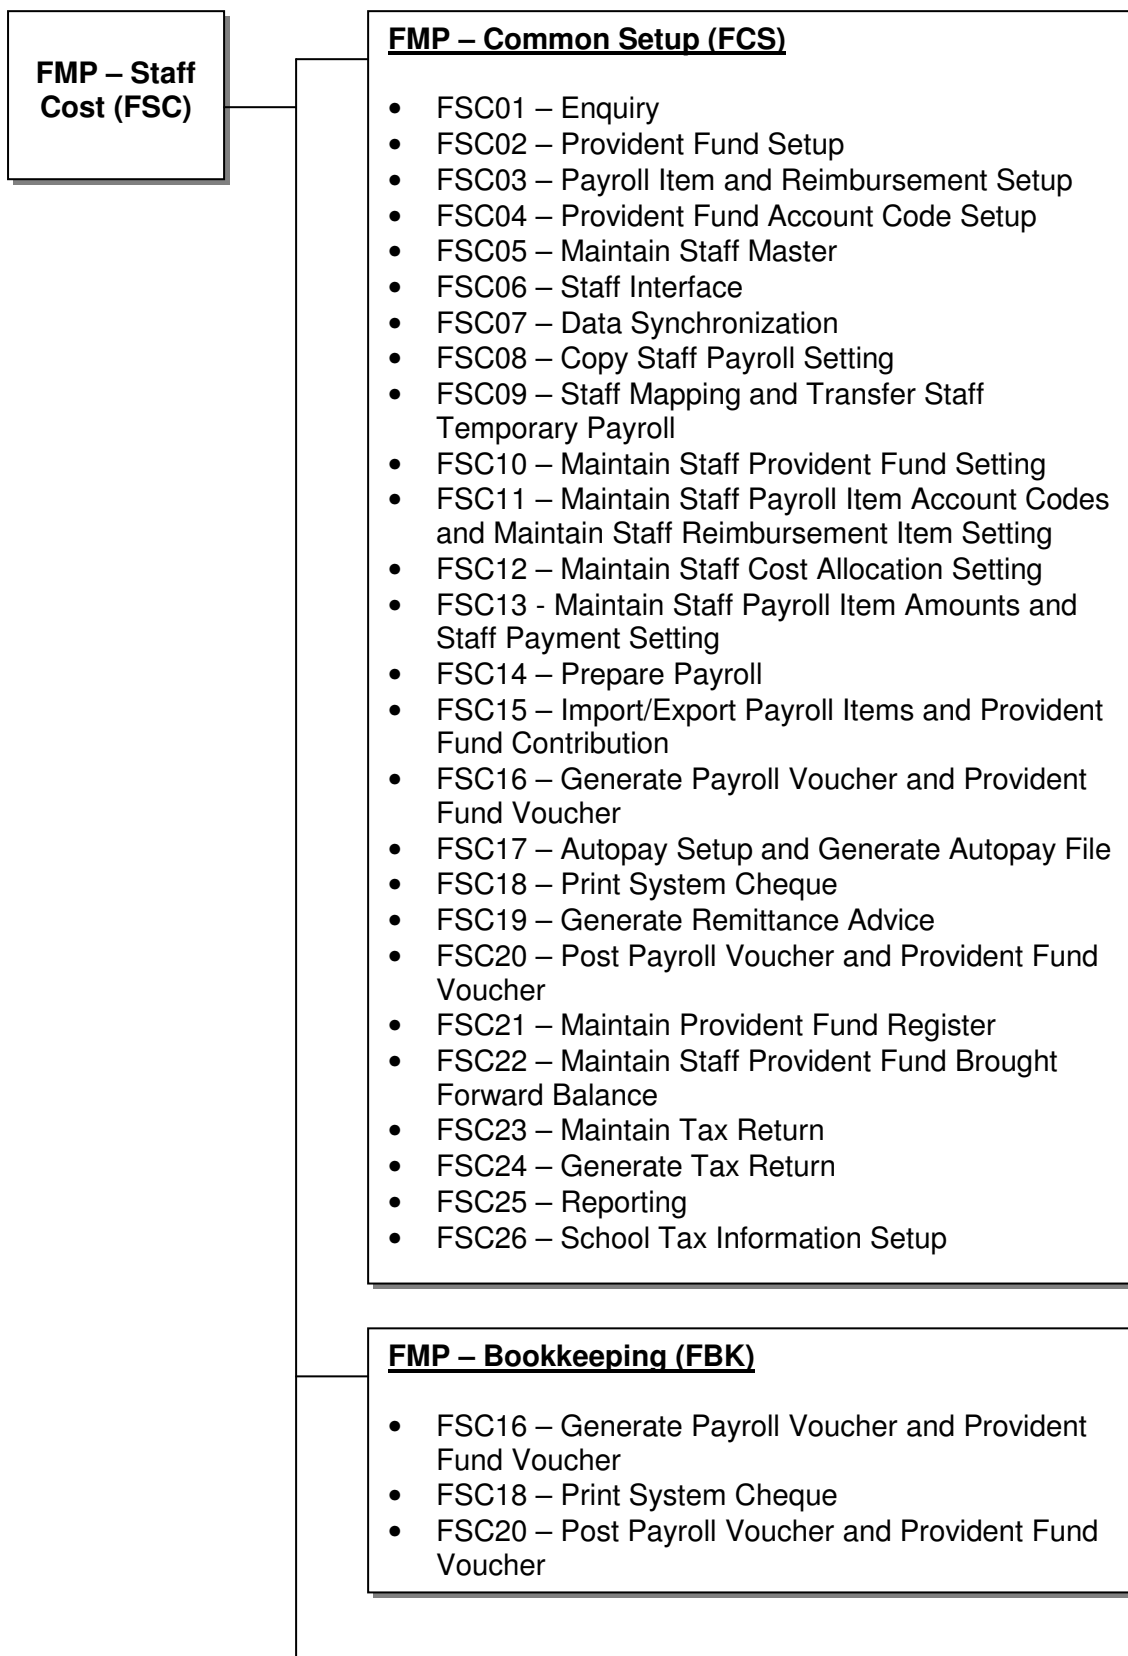 FMP – Staff
Cost (FSC)
FMP – Common Setup (FCS)
• FSC01 – Enquiry
• FSC02 – Provident Fund Setup
• FSC03 – Payroll Item and Reimbursement Setup
• FSC04 – Provident Fund Account Code Setup
• FSC05 – Maintain Staff Master
• FSC06 – Staff Interface
• FSC07 – Data Synchronization
• FSC08 – Copy Staff Payroll Setting
• FSC09 – Staff Mapping and Transfer Staff
Temporary Payroll
• FSC10 – Maintain Staff Provident Fund Setting
• FSC11 – Maintain Staff Payroll Item Account Codes
and Maintain Staff Reimbursement Item Setting
• FSC12 – Maintain Staff Cost Allocation Setting
• FSC13 - Maintain Staff Payroll Item Amounts and
Staff Payment Setting
• FSC14 – Prepare Payroll
• FSC15 – Import/Export Payroll Items and Provident
Fund Contribution
• FSC16 – Generate Payroll Voucher and Provident
Fund Voucher
• FSC17 – Autopay Setup and Generate Autopay File
• FSC18 – Print System Cheque
• FSC19 – Generate Remittance Advice
• FSC20 – Post Payroll Voucher and Provident Fund
Voucher
• FSC21 – Maintain Provident Fund Register
• FSC22 – Maintain Staff Provident Fund Brought
Forward Balance
• FSC23 – Maintain Tax Return
• FSC24 – Generate Tax Return
• FSC25 – Reporting
• FSC26 – School Tax Information Setup
FMP – Bookkeeping (FBK)
• FSC16 – Generate Payroll Voucher and Provident
Fund Voucher
• FSC18 – Print System Cheque
• FSC20 – Post Payroll Voucher and Provident Fund
Voucher